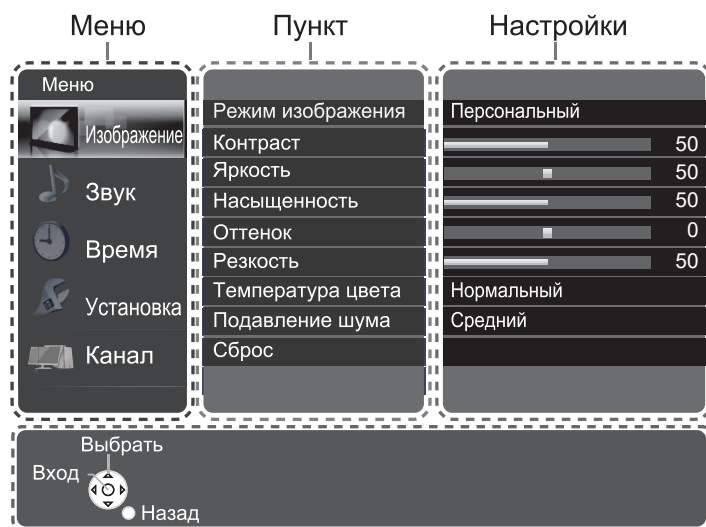 Меню Пункт Настройки
Меню
Изображение
Звук
Время
Установка
Канал
Режим изображения Персональный
Контраст 50
Яркость 50
Насыщенность 50
Оттенок 0
Резкость 50
Температура цвета Нормальный
Подавление шума Средний
Сброс
Выбрать
Вход
Назад